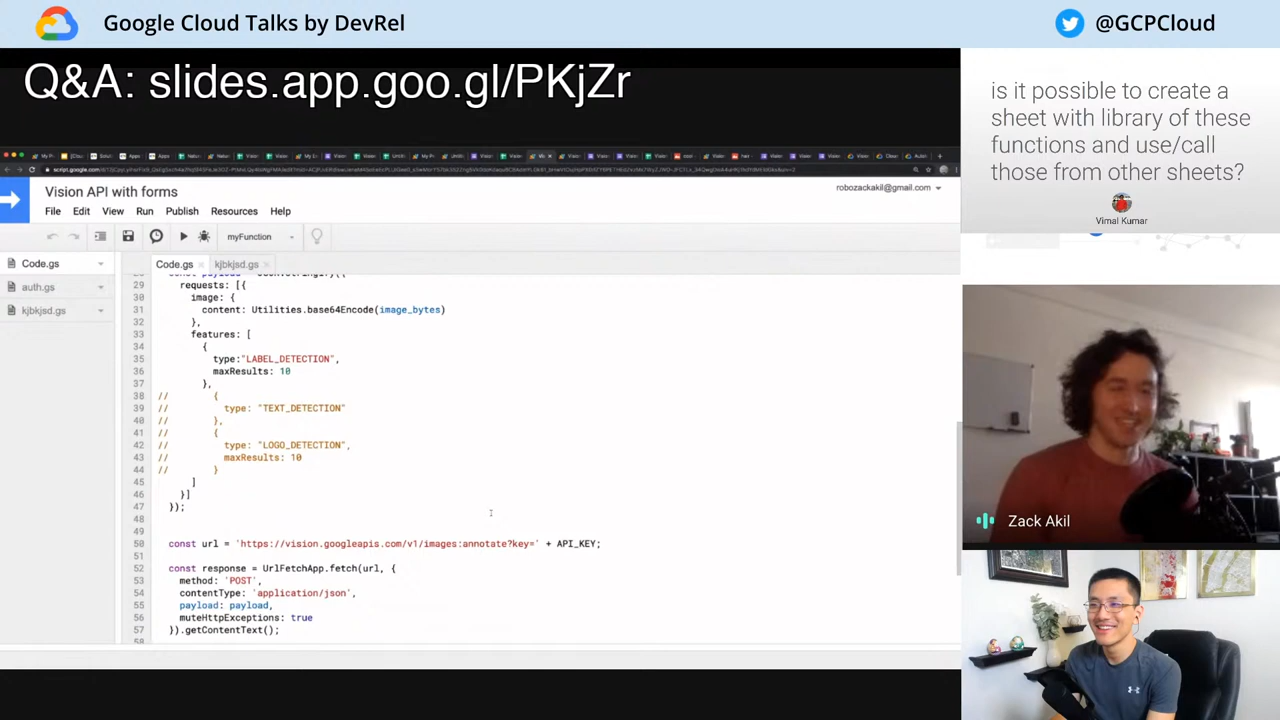 Google Cloud Talks by DevRel
@GCPCloud
Q&A: slides.app.goo.gl/PKjZr
is it possible to create a
sheet with library of these
functions and use/call
those from other sheets?
Vimal Kumar
Vision API with forms
robozackakil@gmail.com
File Edit View Run Publish Resources Help
myFunction
Code.gs
auth.gs
kjbkjsd.gs
Code.gs kjbkjsd.gs
29 requests: [{
30 image: {
31 content: Utilities.base64Encode(image_bytes)
32 },
33 features: [
34 {
35 type:"LABEL_DETECTION",
36 maxResults: 10
37 },
38 // {
39 // type: "TEXT_DETECTION"
40 // },
41 // {
42 // type: "LOGO_DETECTION",
43 // maxResults: 10
44 // }
45 ]
46 }]
47 });
48
49
50 const url = 'https://vision.googleapis.com/v1/images:annotate?key=' + API_KEY;
51
52 const response = UrlFetchApp.fetch(url, {
53 method: 'POST',
54 contentType: 'application/json',
55 payload: payload,
56 muteHttpExceptions: true
57 }).getContentText();
Zack Akil